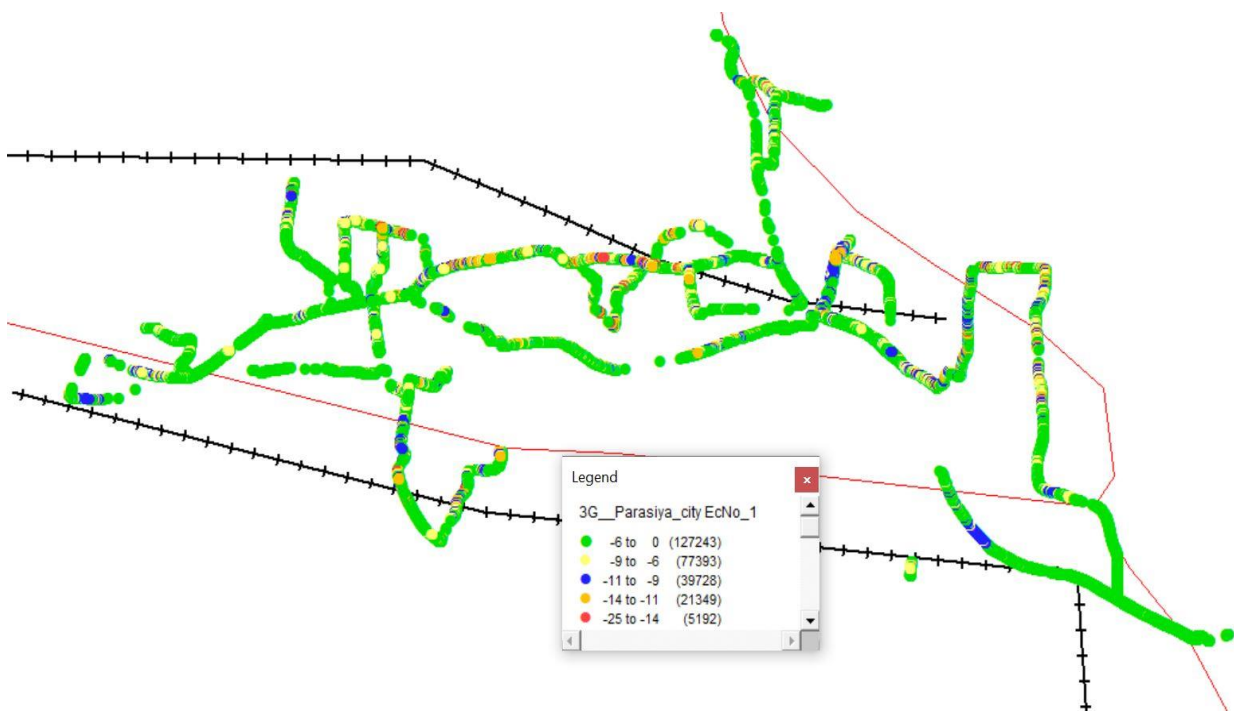 Legend
3G__Parasiya_city EcNo_1
-6 to 0 (127243)
-9 to -6 (77393)
-11 to -9 (39728)
-14 to -11 (21349)
-25 to -14 (5192)